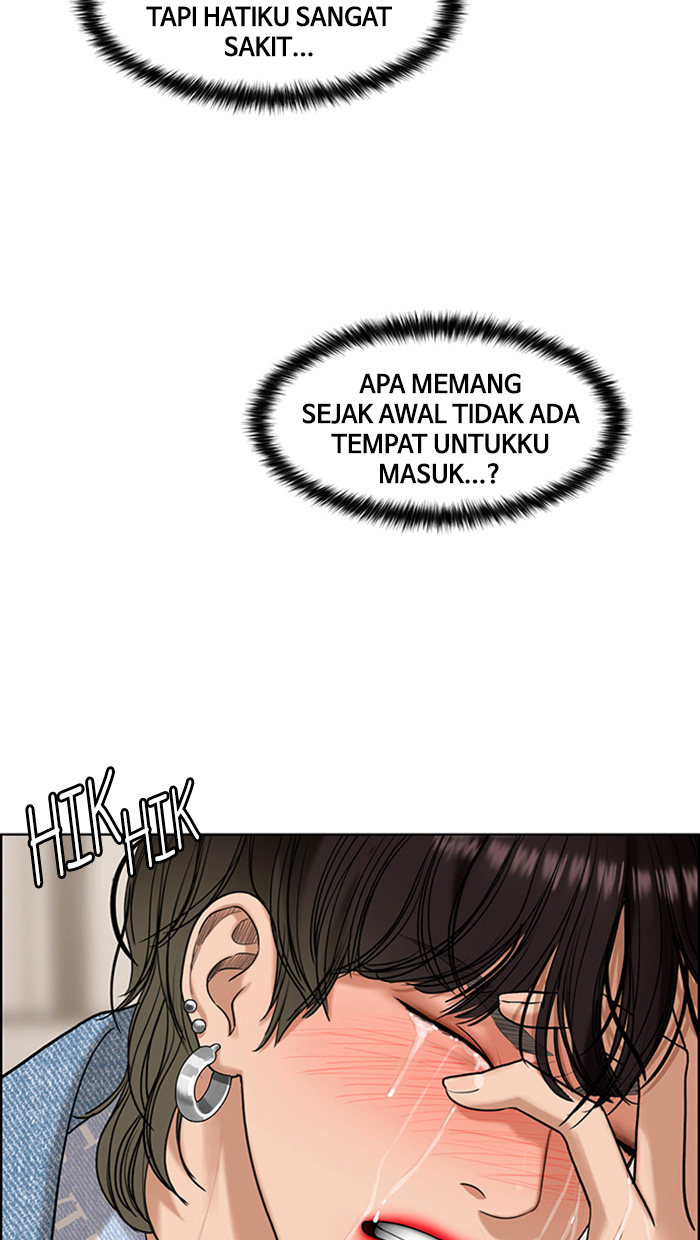 TAPI HATIKU SANGAT
SAKIT...
APA MEMANG
SEJAK AWAL TIDAK ADA
TEMPAT UNTUKKU
MASUK...?
HIK
HIK